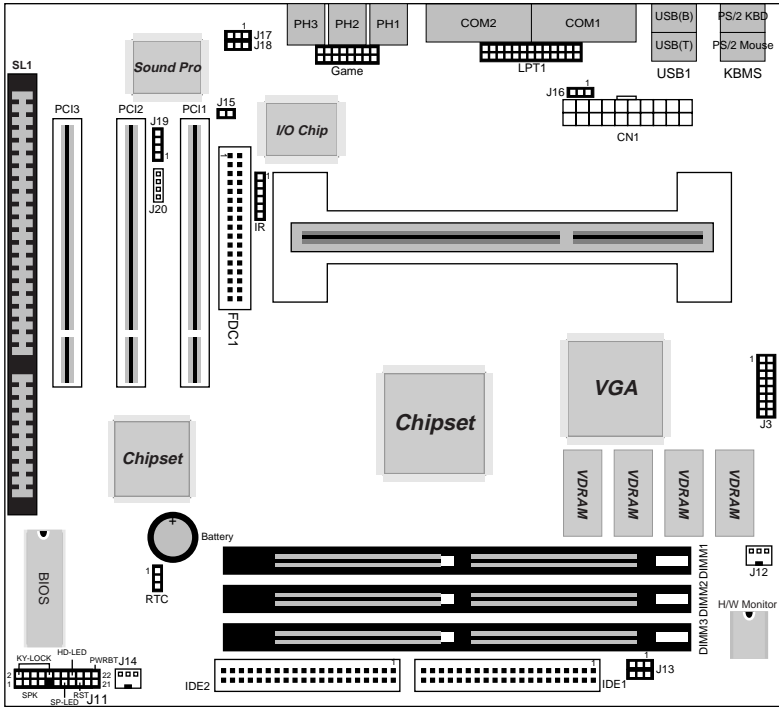 J17
1
J18
PH3
PH2
PH1
Game
COM2
COM1
LPT1
USB(B)
USB(T)
USB1
PS/2 KBD
PS/2 Mouse
KBMS
SL1
Sound Pro
PCI3
PCI2
PCI1
J19
1
J20
J15
I/O Chip
J16
1
CN1
1
FDC1
1
IR
Chipset
VGA
1
J3
Chipset
VDRAM
VDRAM
VDRAM
VDRAM
BIOS
+
Battery
1
RTC
DIMM1
DIMM2
DIMM3
J12
H/W Monitor
KY-LOCK
HD-LED
PWRBT
2
22
1
21
SPK
SP-LED
RST
J11
J14
1
IDE2
1
IDE1
1
J13